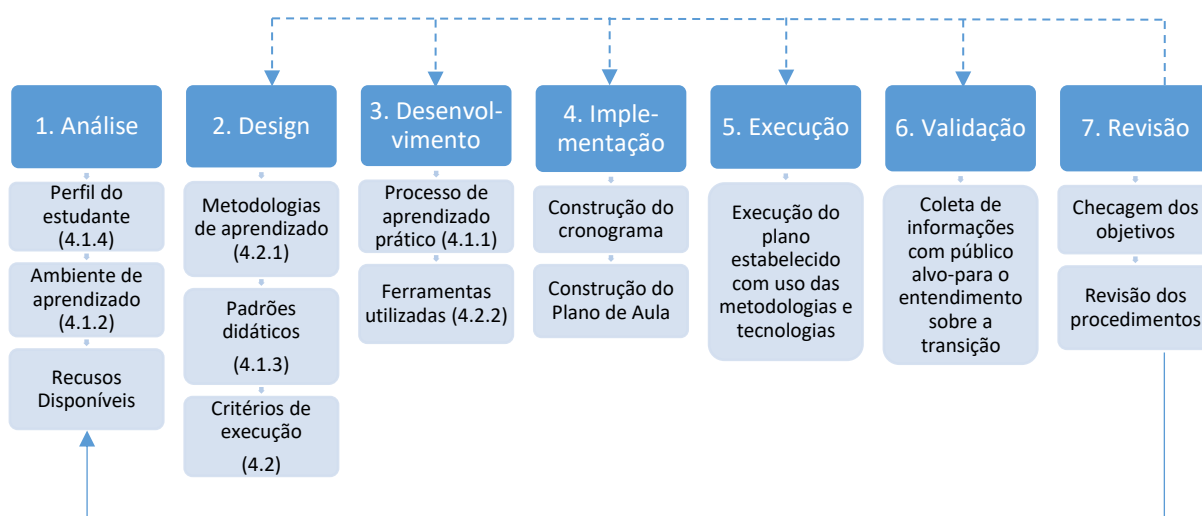 1. Análise
Perfil do
estudante
(4.1.4)
Ambiente de
aprendizado
(4.1.2)
Recusos
Disponíveis
2. Design
Metodologias
de aprendizado
(4.2.1)
Padrões
didáticos
(4.1.3)
Critérios de
execução
(4.2)
3. Desenvol-
vimento
Processo de
aprendizado
prático (4.1.1)
Ferramentas
utilizadas (4.2.2)
4. Imple-
mentação
Construção do
cronograma
Construção do
Plano de Aula
5. Execução
Execução do
plano
estabelecido
com uso das
metodologias e
tecnologias
6. Validação
Coleta de
informações
com público
alvo-para o
entendimento
sobre a
transição
7. Revisão
Checagem dos
objetivos
Revisão dos
procedimentos